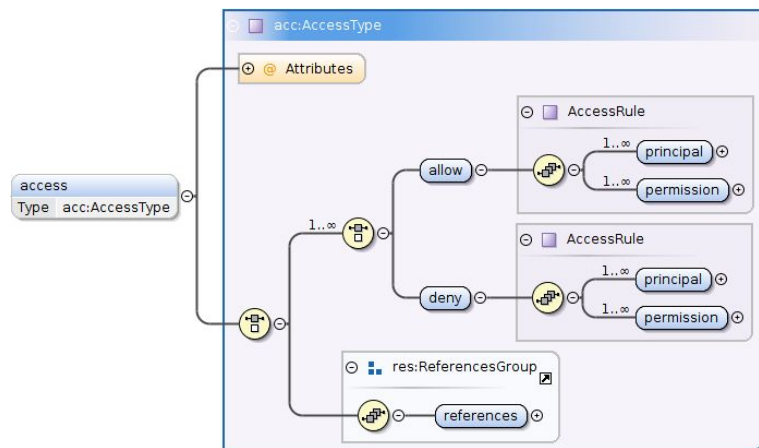 acc:AccessType
@ Attributes
AccessRule
1..∞
principal
allow
1..∞
permission
access
Type acc:AccessType
1..∞
AccessRule
1..∞
principal
deny
1..∞
permission
res:ReferencesGroup
references